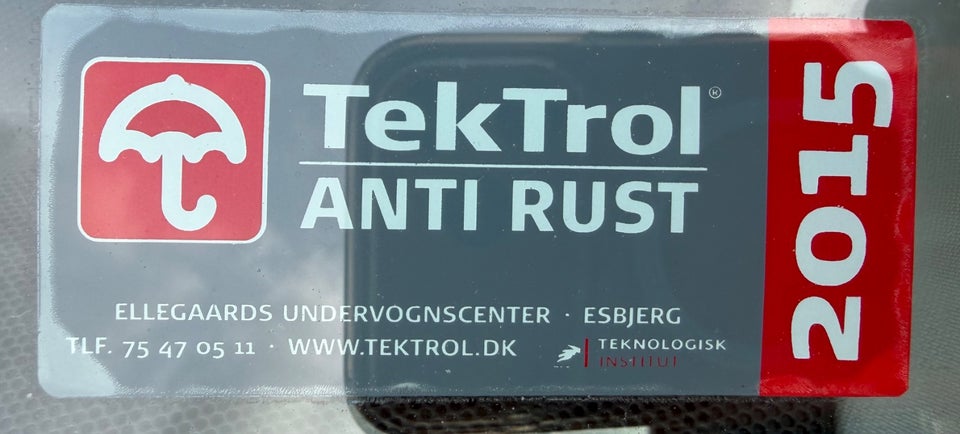 TekTrol®
ANTI RUST
ELLEGAARDS UNDERVOGNSCENTER · ESBJERG
TLF. 75 47 05 11 · WWW.TEKTROL.DK
TEKNOLOGISK
INSTITUT
2015